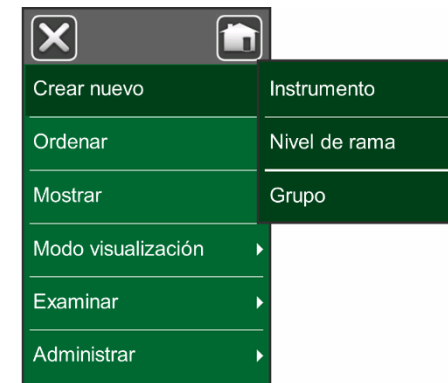 Crear nuevo
Instrumento
Ordenar
Nivel de rama
Mostrar
Grupo
Modo visualización
Examinar
Administrar